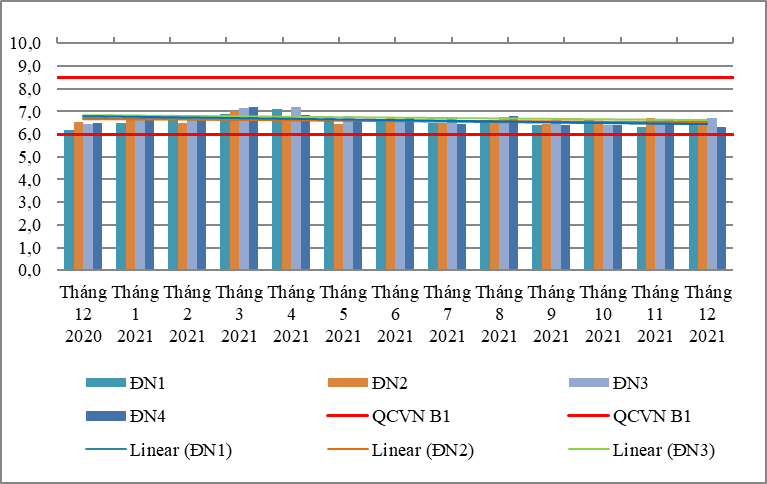 10,0
9,0
8,0
7,0
6,0
5,0
4,0
3,0
2,0
1,0
0,0
Tháng Tháng Tháng Tháng Tháng Tháng Tháng Tháng Tháng Tháng Tháng Tháng Tháng
12 1 2 3 4 5 6 7 8 9 10 11 12
2020 2021 2021 2021 2021 2021 2021 2021 2021 2021 2021 2021 2021
ĐN1 ĐN2 ĐN3
ĐN4 QCVN B1 QCVN B1
Linear (ĐN1) Linear (ĐN2) Linear (ĐN3)